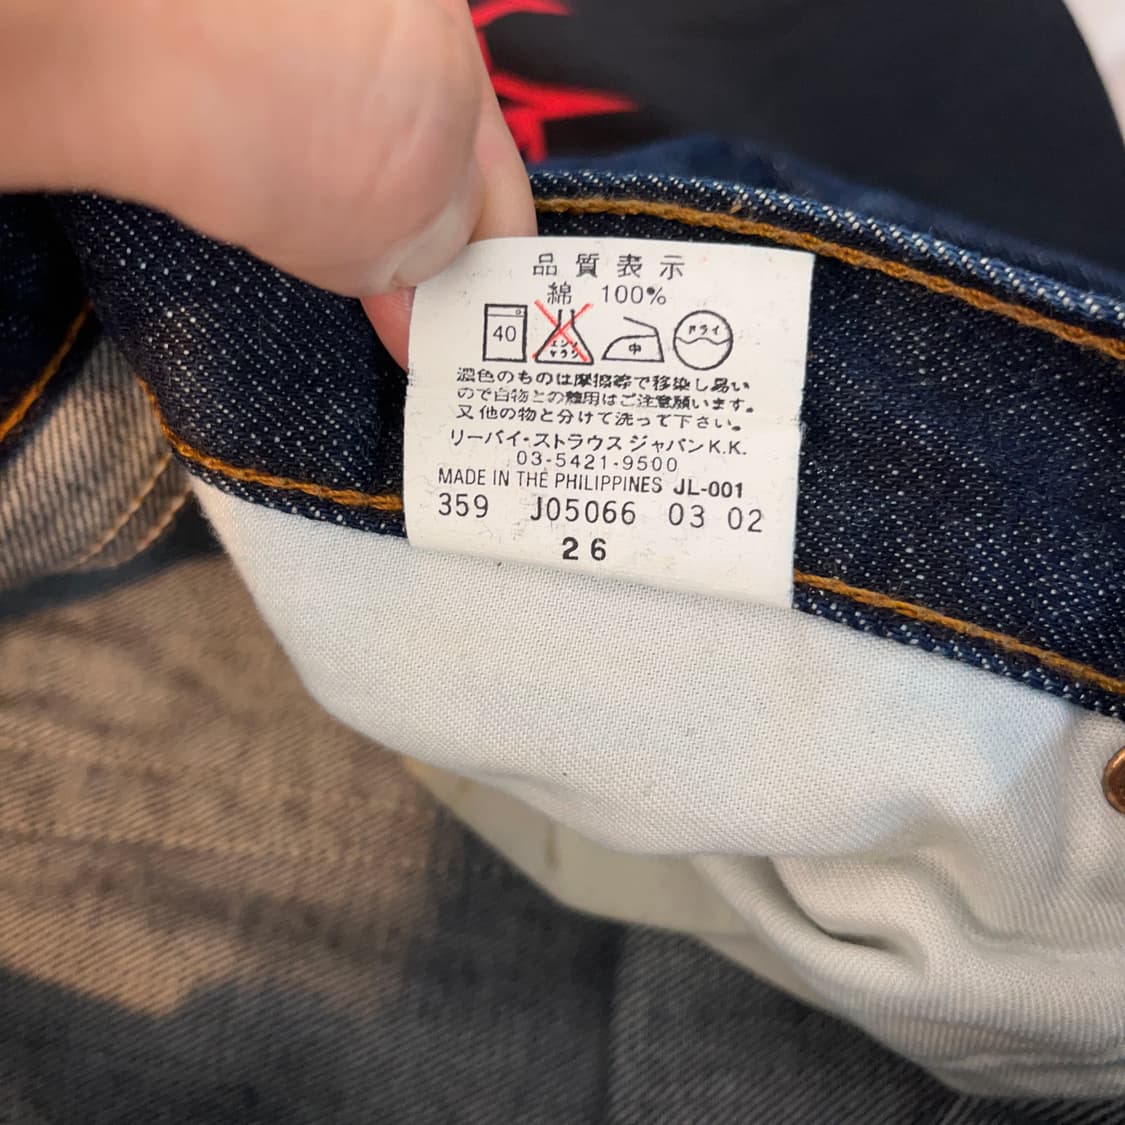 品質表示
綿 100%
40
エンソ
サラシ
中
ドライ
濃色のものは摩擦等で移染し易い
ので白物との着用はご注意願います。
又他の物と分けて洗って下さい。
リーバイ・ストラウス ジャパン K.K.
03-5421-9500
MADE IN THE PHILIPPINES JL-001
359 J05066 03 02
26